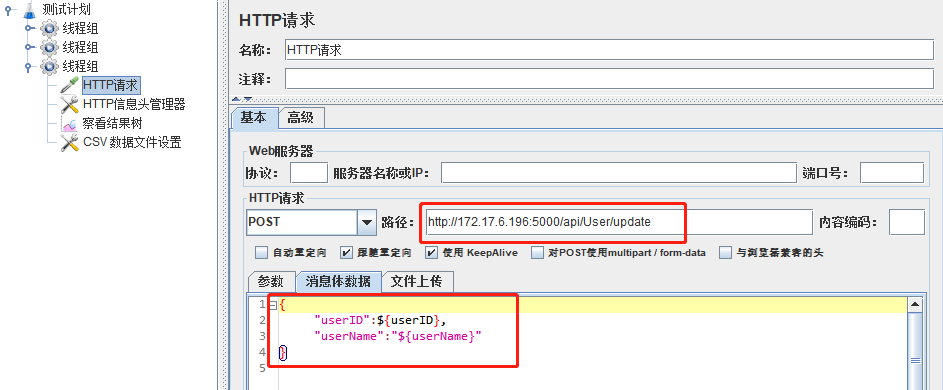 测试计划
线程组
线程组
线程组
HTTP请求
HTTP信息头管理器
察看结果树
CSV 数据文件设置
HTTP请求
名称： HTTP请求
注释：
基本 高级
Web服务器
协议： 服务器名称或IP： 端口号：
HTTP请求
POST 路径： http://172.17.6.196:5000/api/User/update 内容编码：
自动重定向 跟随重定向 使用 KeepAlive 对POST使用multipart / form-data 与浏览器兼容的头
参数 消息体数据 文件上传
1 {
2 "userID":${userID},
3 "userName":"${userName}"
4 }
5